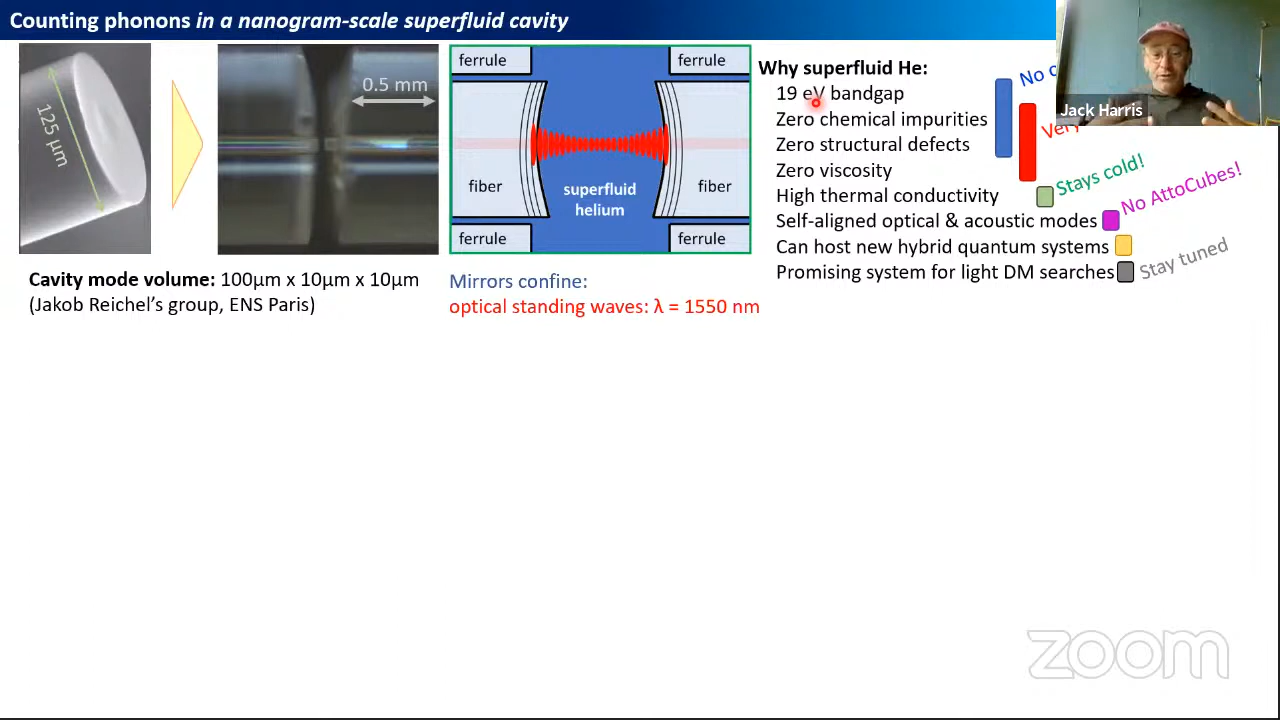 Counting phonons in a nanogram-scale superfluid cavity
125 µm
0.5 mm
ferrule
ferrule
fiber
superfluid
helium
fiber
ferrule
ferrule
Cavity mode volume: 100µm x 10µm x 10µm
(Jakob Reichel's group, ENS Paris)
Mirrors confine:
optical standing waves: λ = 1550 nm
Why superfluid He:
19 eV bandgap
Zero chemical impurities
Zero structural defects
Zero viscosity
High thermal conductivity
Self-aligned optical & acoustic modes
Can host new hybrid quantum systems
Promising system for light DM searches
No
Stays cold!
No AttoCubes!
Stay tuned
Jack Harris
zoom